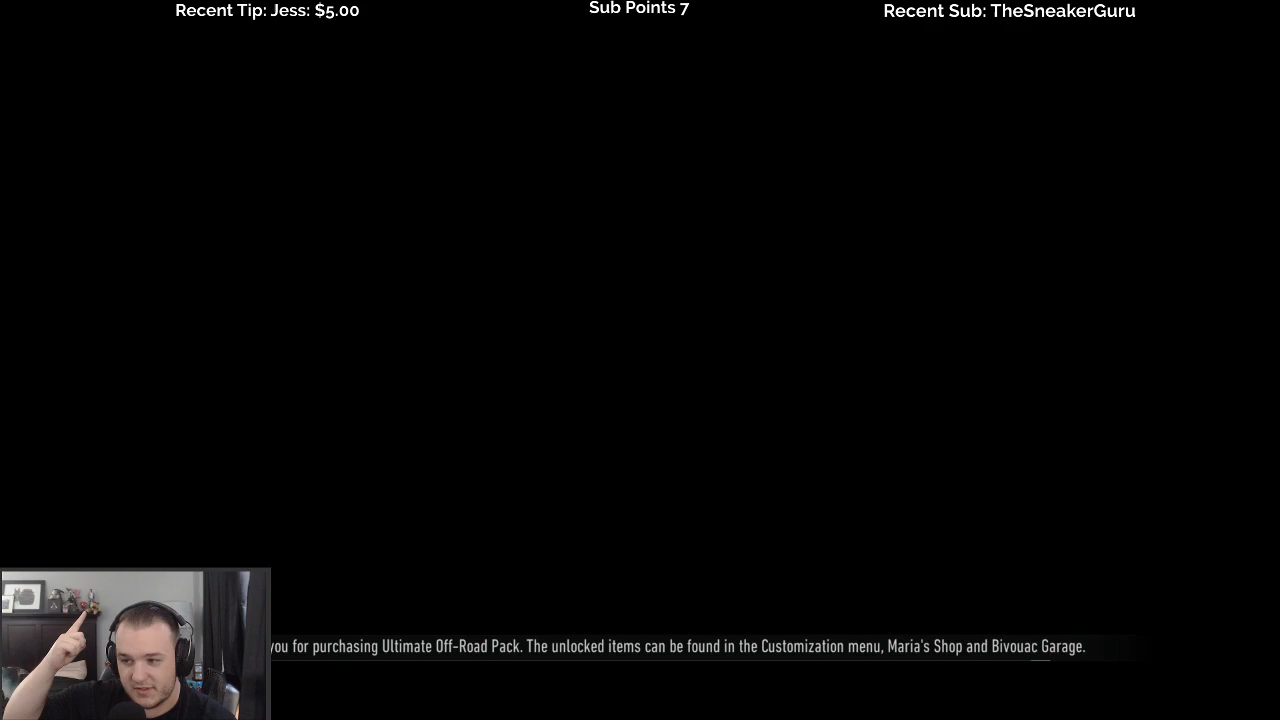 Recent Tip: Jess: $5.00
Sub Points 7
Recent Sub: TheSneakerGuru
you for purchasing Ultimate Off-Road Pack. The unlocked items can be found in the Customization menu, Maria's Shop and Bivouac Garage.